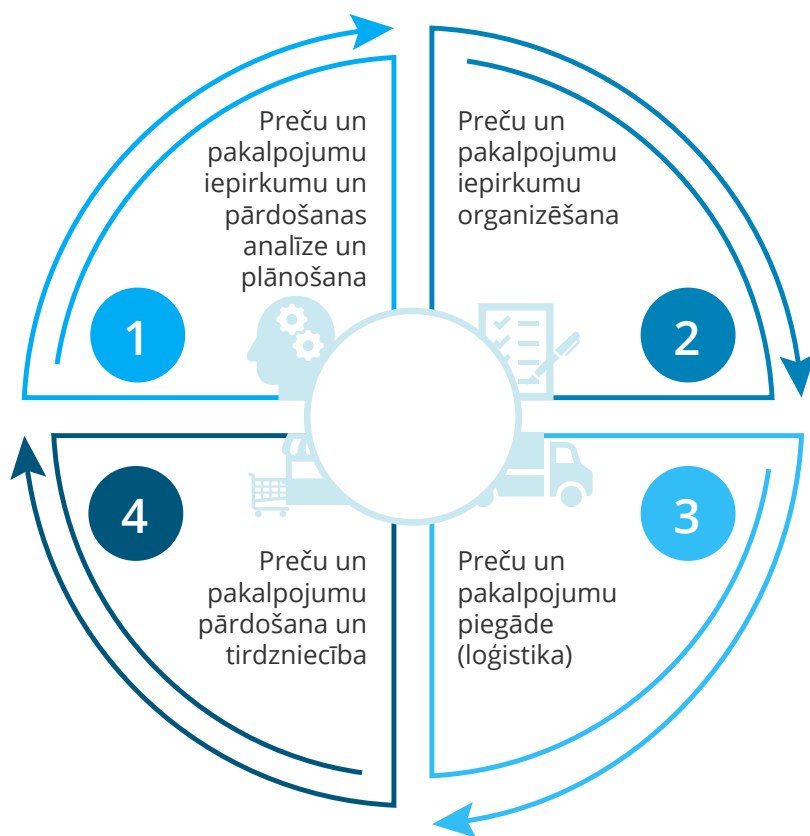 Preču un
pakalpojumu
iepirkumu un
pārdošanas
analīze un
plānošana
1
Preču un
pakalpojumu
iepirkumu
organizēšana
2
3
Preču un
pakalpojumu
piegāde
(loģistika)
4
Preču un
pakalpojumu
pārdošana un
tirdzniecība